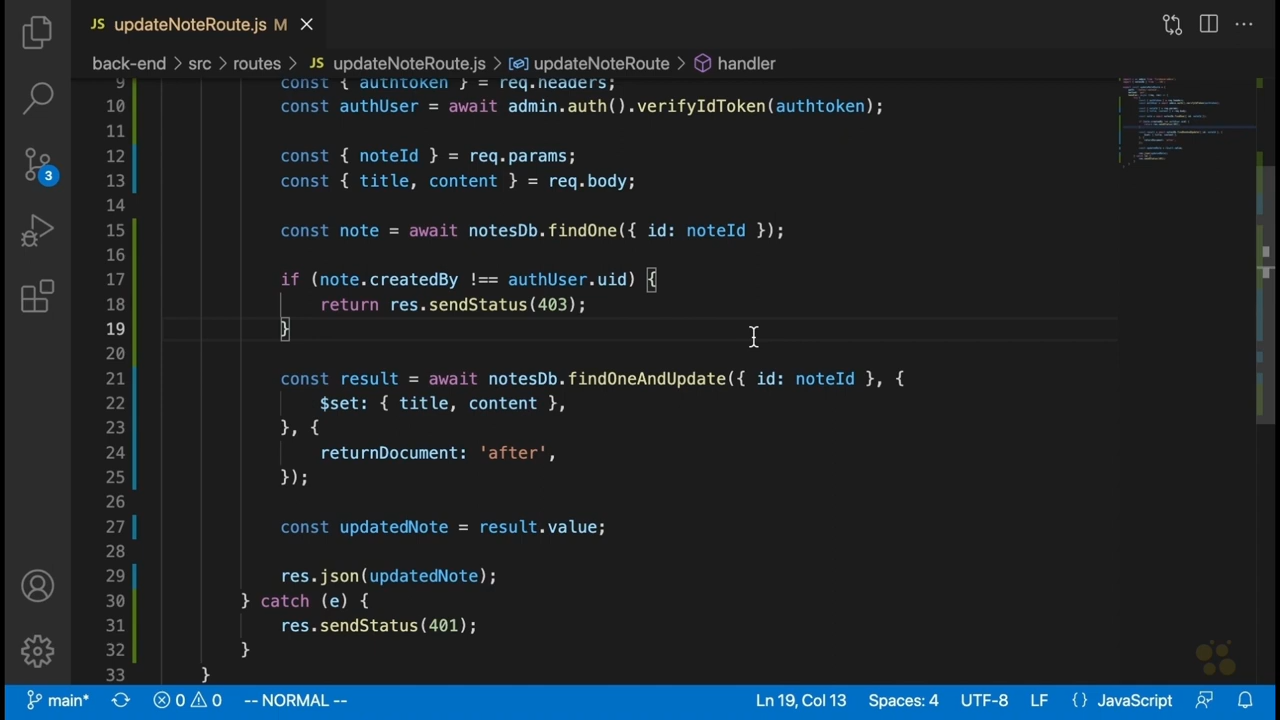 JS updateNoteRoute.js M
back-end > src > routes > JS updateNoteRoute.js > updateNoteRoute > handler
9 const { authtoken } = req.headers;
10 const authUser = await admin.auth().verifyIdToken(authtoken);
11
12 const { noteId } = req.params;
13 const { title, content } = req.body;
14
15 const note = await notesDb.findOne({ id: noteId });
16
17 if (note.createdBy !== authUser.uid) {
18 return res.sendStatus(403);
19 }
20
21 const result = await notesDb.findOneAndUpdate({ id: noteId }, {
22 $set: { title, content },
23 }, {
24 returnDocument: 'after',
25 });
26
27 const updatedNote = result.value;
28
29 res.json(updatedNote);
30 } catch (e) {
31 res.sendStatus(401);
32 }
33 }
3
main* 0 0 -- NORMAL -- Ln 19, Col 13 Spaces: 4 UTF-8 LF {} JavaScript